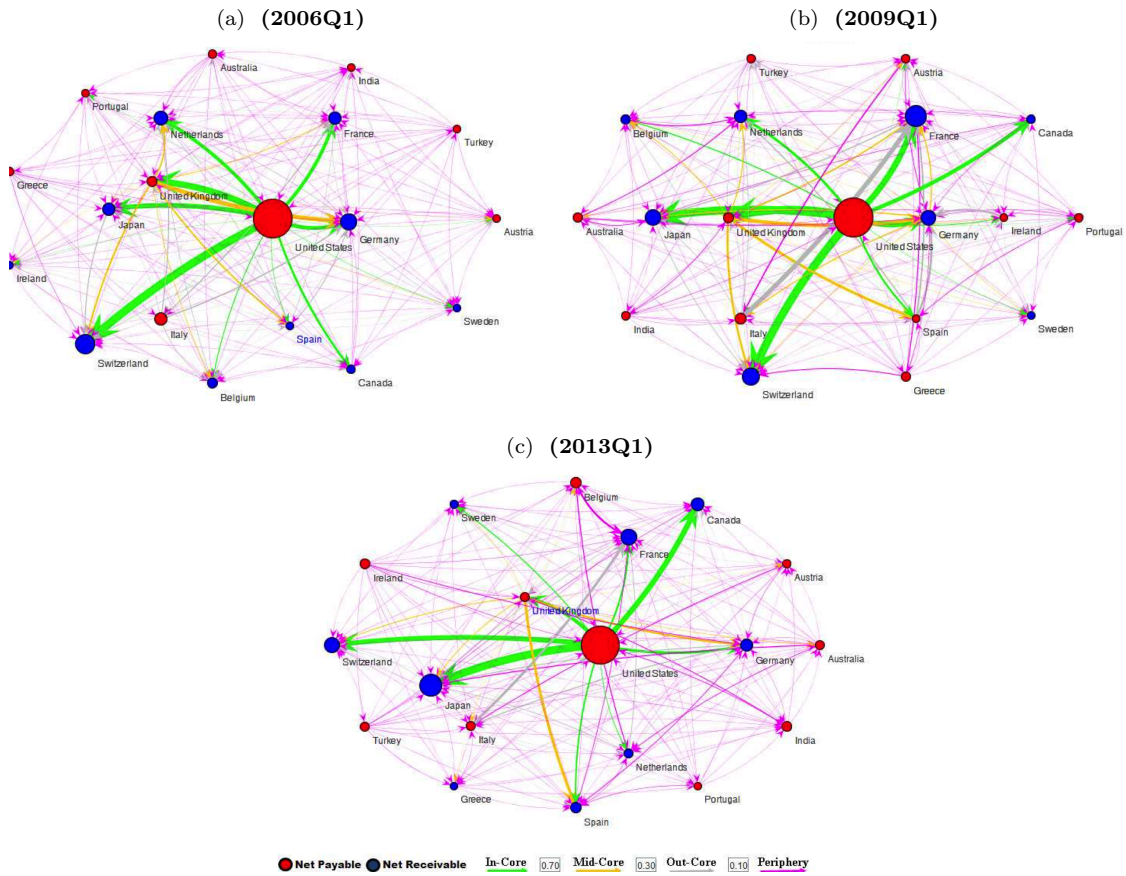 (a) (2006Q1)
(b) (2009Q1)
Australia
India
Portugal
Netherlands
France
Turkey
Greece
United Kingdom
Japan
United States
Germany
Austria
Ireland
Switzerland
Italy
Spain
Sweden
Belgium
Canada
Turkey
Austria
Belgium
Netherlands
France
Canada
Australia
Japan
United Kingdom
United States
Germany
Ireland
Portugal
India
Italy
Spain
Sweden
Switzerland
Greece
(c) (2013Q1)
Belgium
Sweden
Canada
France
Ireland
Austria
United Kingdom
Switzerland
United States
Germany
Australia
Japan
Turkey
Italy
India
Netherlands
Greece
Portugal
Spain
Net Payable Net Receivable In-Core 0.70 Mid-Core 0.30 Out-Core 0.10 Periphery